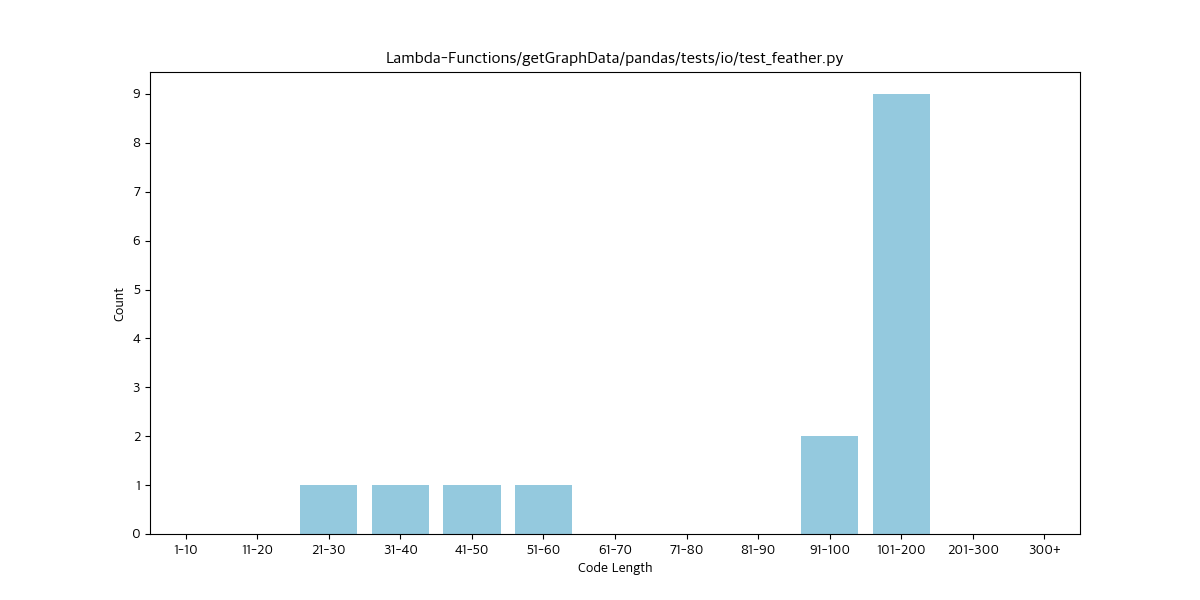 Lambda-Functions/getGraphData/pandas/tests/io/test_feather.py
9
8
7
6
5
4
3
2
1
0
Count
1-10 11-20 21-30 31-40 41-50 51-60 61-70 71-80 81-90 91-100 101-200 201-300 300+
Code Length